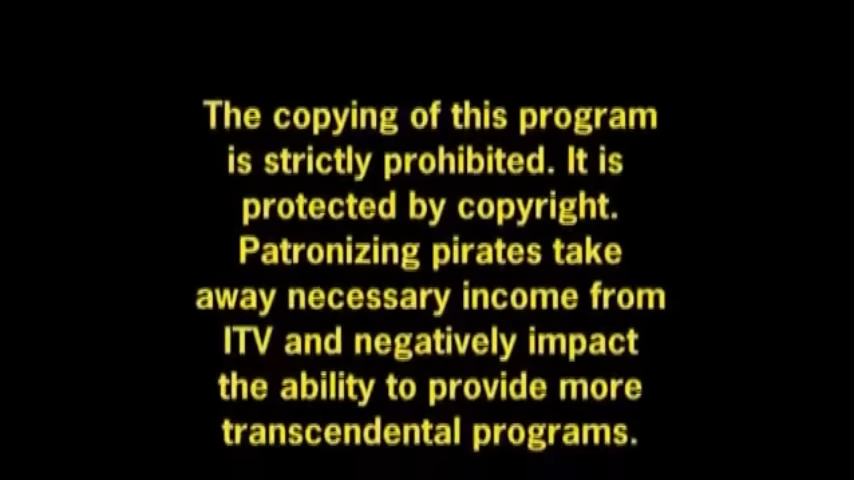 The copying of this program
is strictly prohibited. It is
protected by copyright.
Patronizing pirates take
away necessary income from
ITV and negatively impact
the ability to provide more
transcendental programs.